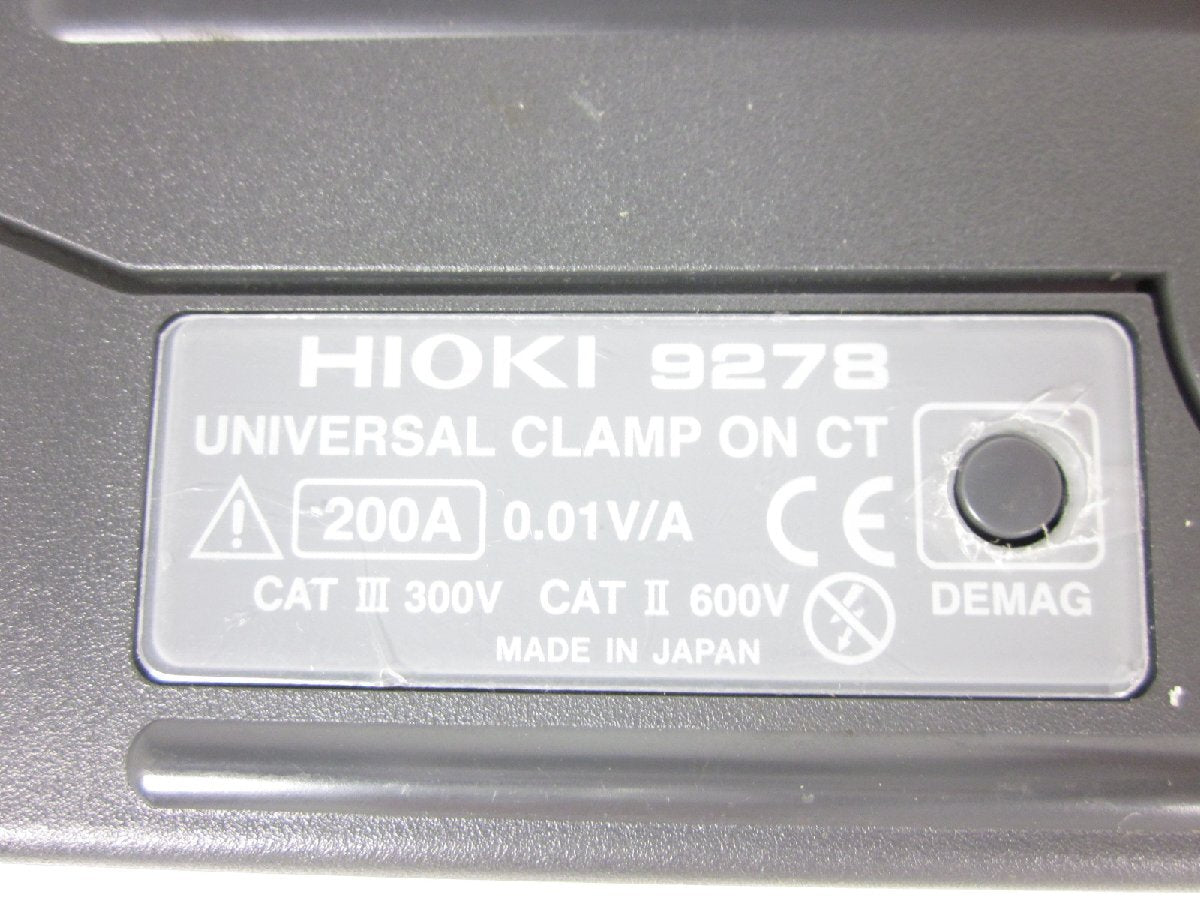 HIOKI 9278
UNIVERSAL CLAMP ON CT
200A 0.01V/A CE
CAT III 300V CAT II 600V
DEMAG
MADE IN JAPAN